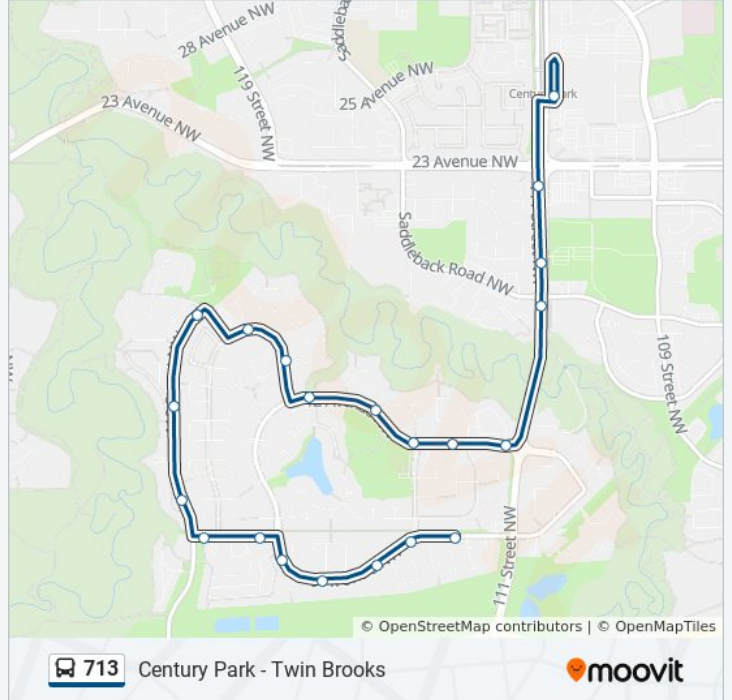 28 Avenue NW
119 Street NW
25 Avenue NW
23 Avenue NW
Century Park
23 Avenue NW
Saddleback Road NW
109 Street NW
111 Street NW
© OpenStreetMap contributors | © OpenMapTiles
713 Century Park - Twin Brooks
moovit